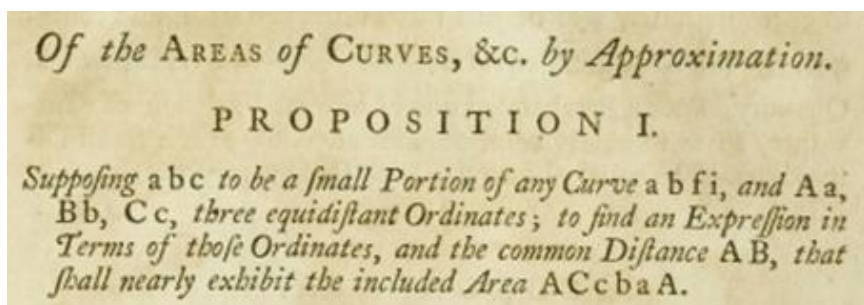 Of the AREAS of CURVES, &c. by Approximation.
PROPOSITION I.
Suppoſing a b c to be a ſmall Portion of any Curve a b f i, and A a,
B b, C c, three equidiſtant Ordinates; to find an Expreſſion in
Terms of thoſe Ordinates, and the common Diſtance A B, that
ſhall nearly exhibit the included Area A C c b a A.